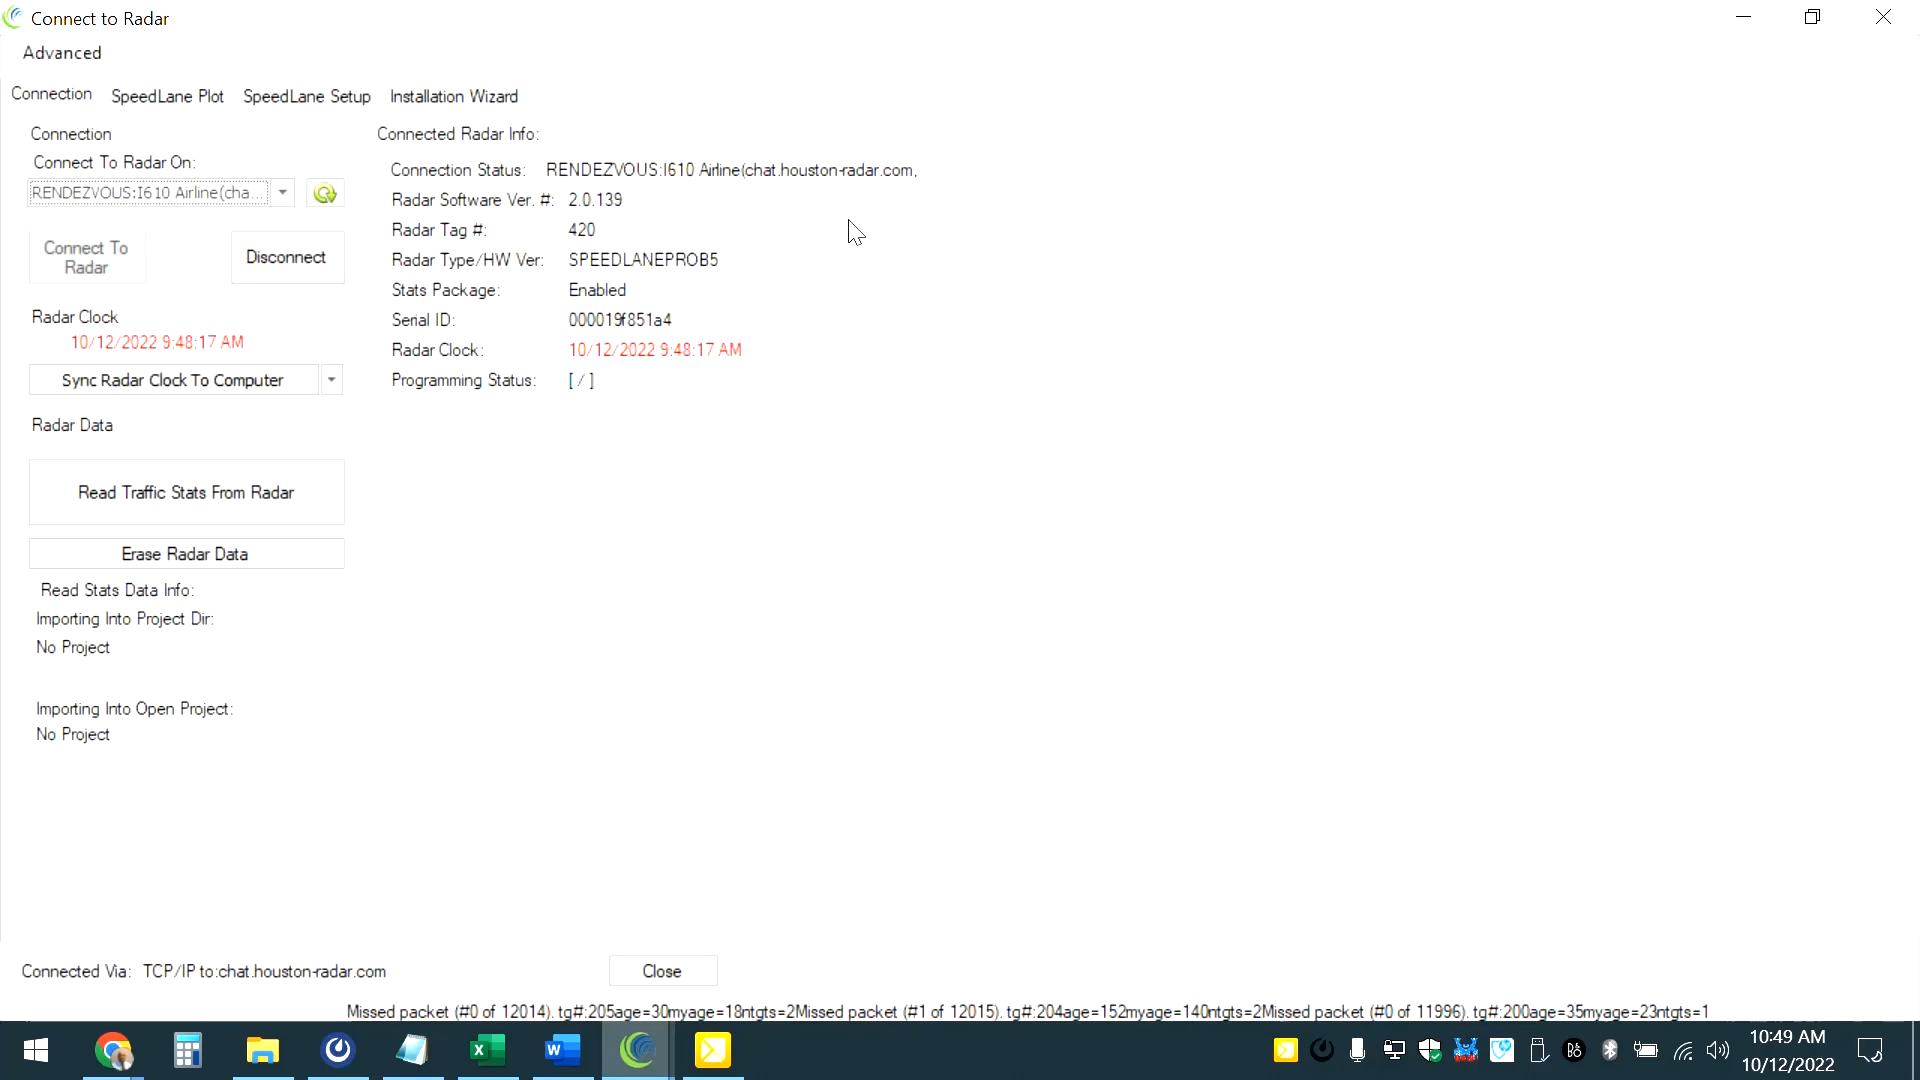 Connect to Radar
Advanced
Connection SpeedLane Plot SpeedLane Setup Installation Wizard
Connection
Connect To Radar On:
RENDEZVOUS:I610 Airline(cha...
Connect To
Radar
Disconnect
Radar Clock
10/12/2022 9:48:17 AM
Sync Radar Clock To Computer
Radar Data
Read Traffic Stats From Radar
Erase Radar Data
Read Stats Data Info:
Importing Into Project Dir:
No Project
Importing Into Open Project:
No Project
Connected Radar Info:
Connection Status: RENDEZVOUS:I610 Airline(chat.houston-radar.com,
Radar Software Ver. #: 2.0.139
Radar Tag #: 420
Radar Type/HW Ver: SPEEDLANEPROB5
Stats Package: Enabled
Serial ID: 000019f851a4
Radar Clock: 10/12/2022 9:48:17 AM
Programming Status: [ / ]
Connected Via: TCP/IP to:chat.houston-radar.com
Close
Missed packet (#0 of 12014). tg#:205age=30myage=18ntgts=2Missed packet (#1 of 12015). tg#:204age=152myage=140ntgts=2Missed packet (#0 of 11996). tg#:200age=35myage=23ntgts=1
10:49 AM
10/12/2022